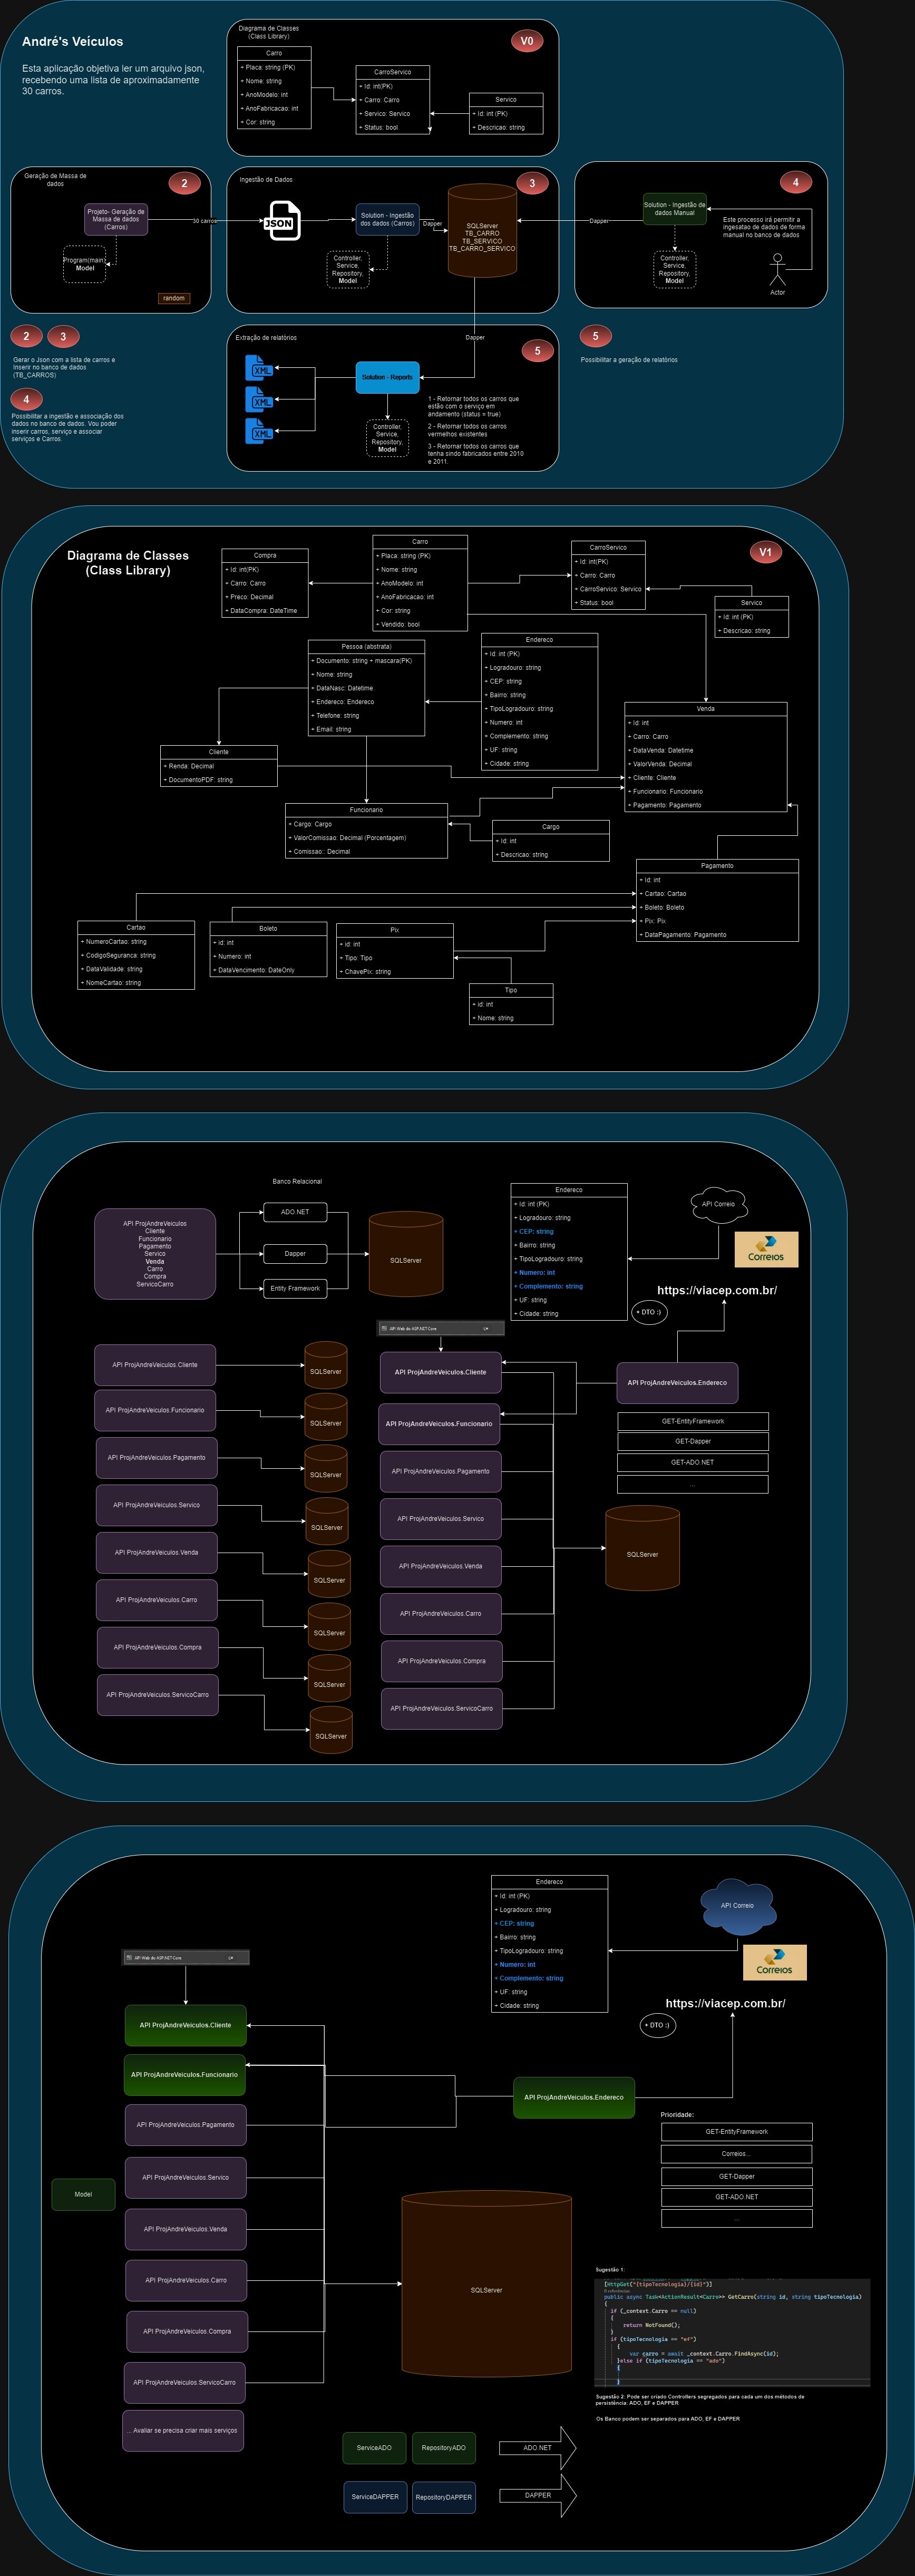 André's Veiculos
Esta aplicação objetiva ler um arquivo json,
recebendo uma lista de aproximadamente
30 carros.
Diagrama de Classes
(Class Library)
V0
Carro
+ Placa: string (PK)
+ Nome: string
+ AnoModelo: int
+ AnoFabricacao: int
+ Cor: string
CarroServico
+ Id: int(PK)
+ Carro: Carro
+ Servico: Servico
+ Status: bool
Servico
+ Id: int (PK)
+ Descricao: string
Geração de Massa de
dados
2
Projeto- Geração de
Massa de dados
(Carros)
Program(main)
Model
random
30 carros
Ingestão de Dados
3
JSON
Solution - Ingestão
dos dados (Carros)
Controller,
Service,
Repository,
Model
Dapper
SQLServer
TB_CARRO
TB_SERVICO
TB_CARRO_SERVICO
Dapper
4
Solution - Ingestão de
dados Manual
Controller,
Service,
Repository,
Model
Este processo irá permitir a
ingesatao de dados de forma
manual no banco de dados
Actor
2
3
Gerar o Json com a lista de carros e
Inserir no banco de dados
(TB_CARROS)
4
Possibilitar a ingestão e associação dos
dados no banco de dados. Vou poder
inserir carros, serviço e associar
serviços e Carros.
Dapper
Extração de relatórios
5
XML
XML
XML
Solution - Reports
Controller,
Service,
Repository,
Model
1 - Retornar todos os carros que
estão com o serviço em
andamento (status = true)
2 - Retornar todos os carros
vermelhos existentes
3 - Retornar todos os carros que
tenha sindo fabricados entre 2010
e 2011.
5
Possibilitar a geração de relatórios
Diagrama de Classes
(Class Library)
V1
Compra
+ Id: int(PK)
+ Carro: Carro
+ Preco: Decimal
+ DataCompra: DateTime
Carro
+ Placa: string (PK)
+ Nome: string
+ AnoModelo: int
+ AnoFabricacao: int
+ Cor: string
+ Vendido: bool
CarroServico
+ Id: int(PK)
+ Carro: Carro
+ CarroServico: Servico
+ Status: bool
Servico
+ Id: int (PK)
+ Descricao: string
Pessoa (abstrata)
+ Documento: string + mascara(PK)
+ Nome: string
+ DataNasc: Datetime
+ Endereco: Endereco
+ Telefone: string
+ Email: string
Endereco
+ Id: int (PK)
+ Logradouro: string
+ CEP: string
+ Bairro: string
+ TipoLogradouro: string
+ Numero: int
+ Complemento: string
+ UF: string
+ Cidade: string
Venda
+ Id: int
+ Carro: Carro
+ DataVenda: Datetime
+ ValorVenda: Decimal
+ Cliente: Cliente
+ Funcionario: Funcionario
+ Pagamento: Pagamento
Cliente
+ Renda: Decimal
+ DocumentoPDF: string
Funcionario
+ Cargo: Cargo
+ ValorComissao: Decimal (Porcentagem)
+ Comissao:: Decimal
Cargo
+ Id: int
+ Descricao: string
Pagamento
+ Id: int
+ Cartao: Cartao
+ Boleto: Boleto
+ Pix: Pix
+ DataPagamento: Pagamento
Cartao
+ NumeroCartao: string
+ CodigoSeguranca: string
+ DataValidade: string
+ NomeCartao: string
Boleto
+ id: int
+ Numero: int
+ DataVencimento: DateOnly
Pix
+ id: int
+ Tipo: Tipo
+ ChavePix: string
Tipo
+ id: int
+ Nome: string
API ProjAndreVeiculos
Cliente
Funcionario
Pagamento
Servico
Venda
Carro
Compra
ServicoCarro
Banco Relacional
ADO.NET
Dapper
Entity Framework
SQLServer
Endereco
+ Id: int (PK)
+ Logradouro: string
+ CEP: string
+ Bairro: string
+ TipoLogradouro: string
+ Numero: int
+ Complemento: string
+ UF: string
+ Cidade: string
API Correio
Correios
https://viacep.com.br/
+ DTO :)
API Web do ASP.NET Core
C#
API ProjAndreVeiculos.Cliente
API ProjAndreVeiculos.Funcionario
API ProjAndreVeiculos.Pagamento
API ProjAndreVeiculos.Servico
API ProjAndreVeiculos.Venda
API ProjAndreVeiculos.Carro
API ProjAndreVeiculos.Compra
API ProjAndreVeiculos.ServicoCarro
SQLServer
SQLServer
SQLServer
SQLServer
SQLServer
SQLServer
SQLServer
SQLServer
API ProjAndreVeiculos.Cliente
API ProjAndreVeiculos.Funcionario
API ProjAndreVeiculos.Pagamento
API ProjAndreVeiculos.Servico
API ProjAndreVeiculos.Venda
API ProjAndreVeiculos.Carro
API ProjAndreVeiculos.Compra
API ProjAndreVeiculos.ServicoCarro
API ProjAndreVeiculos.Endereco
GET-EntityFramework
GET-Dapper
GET-ADO.NET
...
SQLServer
Endereco
+ Id: int (PK)
+ Logradouro: string
+ CEP: string
+ Bairro: string
+ TipoLogradouro: string
+ Numero: int
+ Complemento: string
+ UF: string
+ Cidade: string
API Correio
Correios
https://viacep.com.br/
+ DTO :)
API Web do ASP.NET Core
C#
API ProjAndreVeiculos.Cliente
API ProjAndreVeiculos.Funcionario
API ProjAndreVeiculos.Pagamento
API ProjAndreVeiculos.Servico
API ProjAndreVeiculos.Venda
API ProjAndreVeiculos.Carro
API ProjAndreVeiculos.Compra
API ProjAndreVeiculos.ServicoCarro
... Avaliar se precisa criar mais serviços
Model
API ProjAndreVeiculos.Endereco
Prioridade:
GET-EntityFramework
Correios...
GET-Dapper
GET-ADO.NET
...
SQLServer
Sugestão 1:
[HttpGet("{tipoTecnologia}/{id}")]
public async Task<ActionResult<Carro>> GetCarro(string id, string tipoTecnologia)
{
if (_context.Carro == null)
{
return NotFound();
}
if (tipoTecnologia == "ef")
{
var carro = await _context.Carro.FindAsync(id);
}else if (tipoTecnologia == "ado")
{
}
Sugestão 2: Pode ser criado Controllers segregados para cada um dos métodos de
persistência: ADO, EF e DAPPER
Os Banco podem ser separados para ADO, EF e DAPPER
ServiceADO
RepositoryADO
ADO.NET
ServiceDAPPER
RepositoryDAPPER
DAPPER